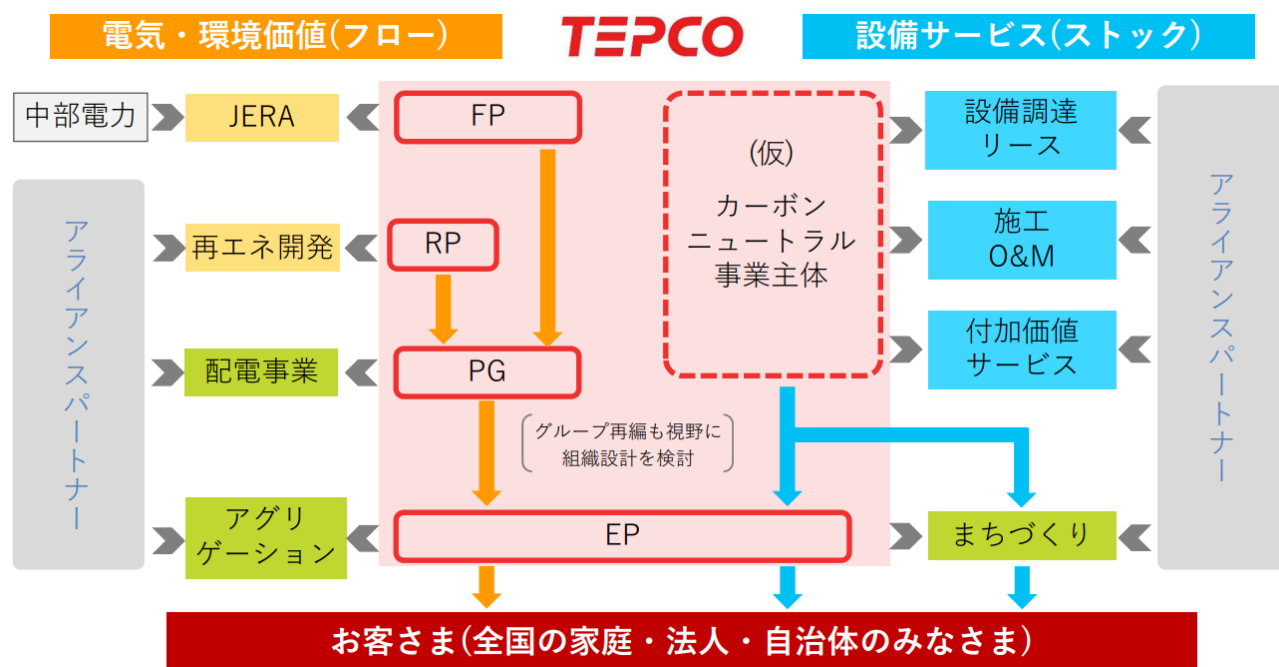 電気・環境価値(フロー)
TEPCO
設備サービス(ストック)
中部電力
JERA
FP
(仮)
カーボン
ニュートラル
事業主体
設備調達
リース
アライアンスパートナー
再エネ開発
RP
施工
O&M
アライアンスパートナー
配電事業
PG
付加価値
サービス
グループ再編も視野に
組織設計を検討
アグリ
ゲーション
EP
まちづくり
お客さま(全国の家庭・法人・自治体のみなさま)